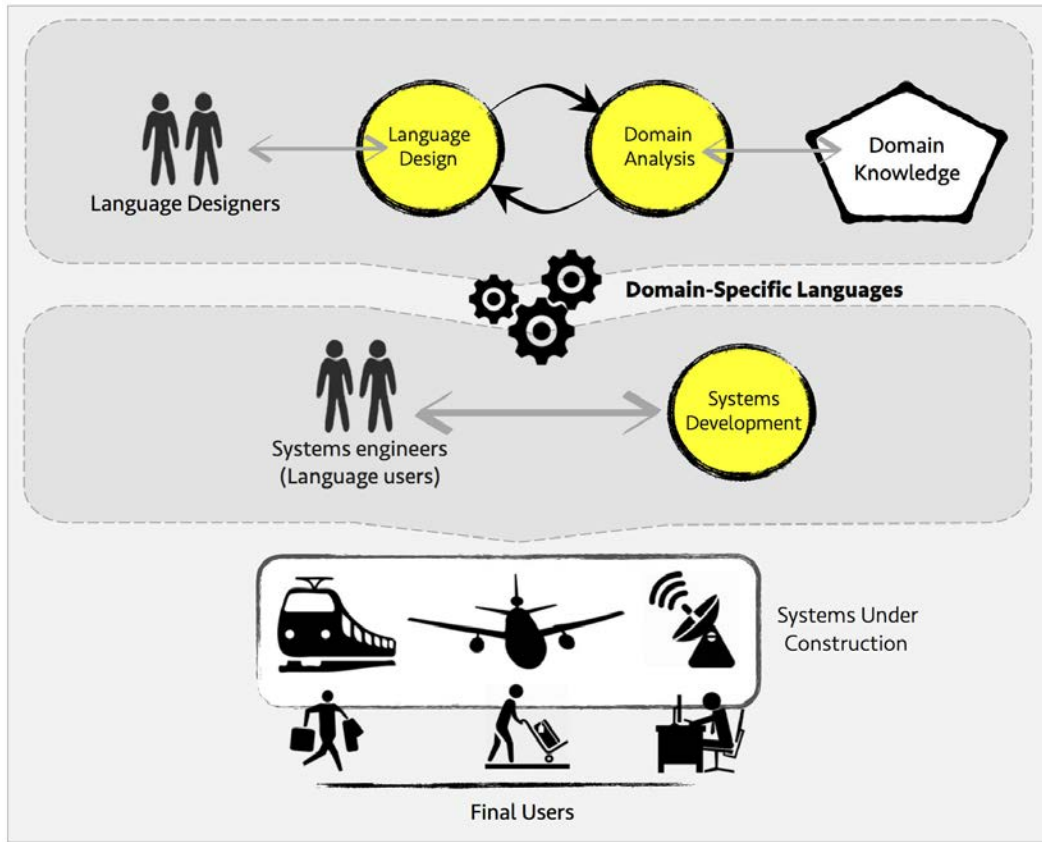 Language
Design
Domain
Analysis
Domain
Knowledge
Language Designers
Domain-Specific Languages
Systems
Development
Systems engineers
(Language users)
Systems Under
Construction
Final Users